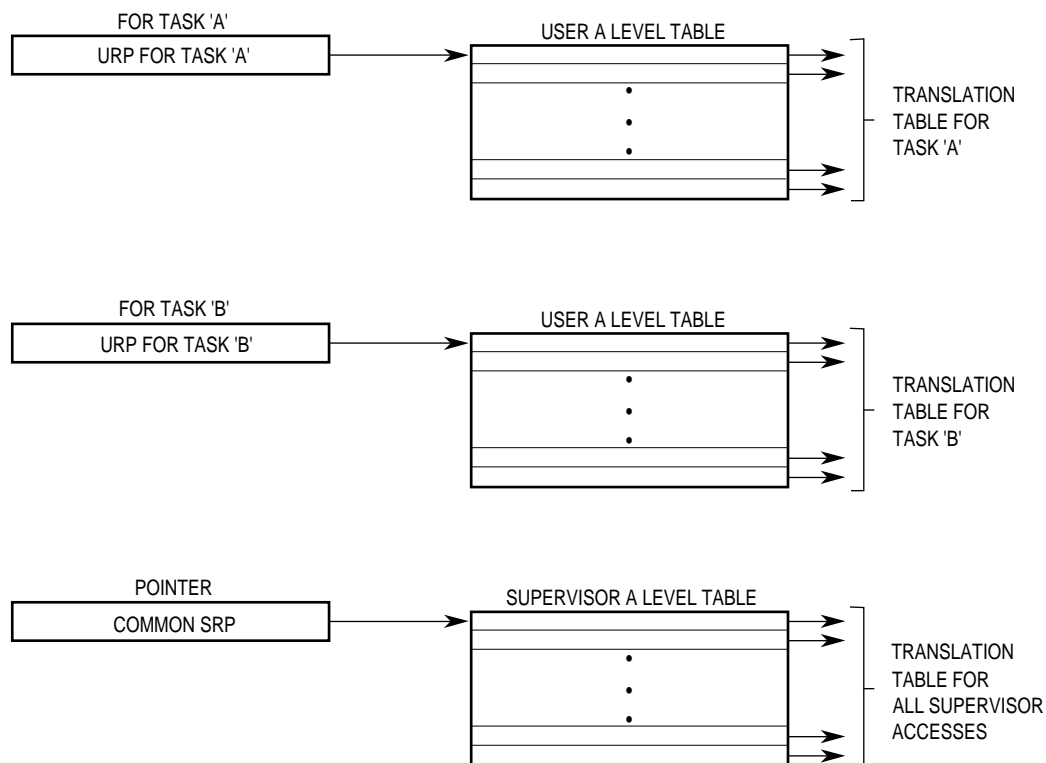 FOR TASK 'A'
URP FOR TASK 'A'
USER A LEVEL TABLE
TRANSLATION
TABLE FOR
TASK 'A'
FOR TASK 'B'
URP FOR TASK 'B'
USER A LEVEL TABLE
TRANSLATION
TABLE FOR
TASK 'B'
POINTER
COMMON SRP
SUPERVISOR A LEVEL TABLE
TRANSLATION
TABLE FOR
ALL SUPERVISOR
ACCESSES